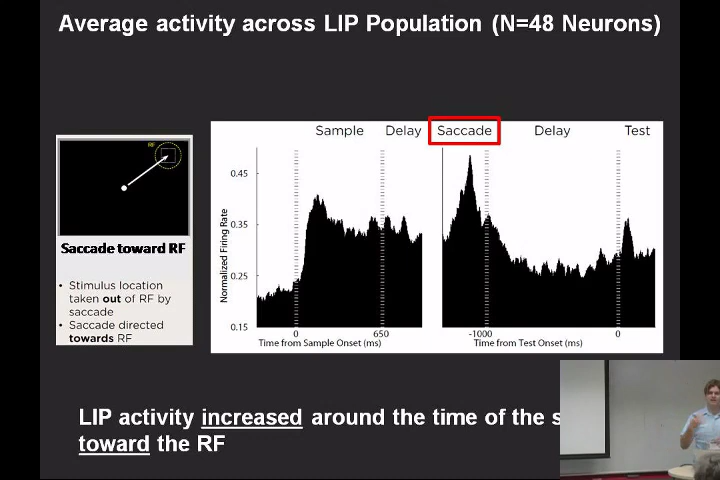 Average activity across LIP Population (N=48 Neurons)
Sample Delay Saccade Delay Test
RF
Saccade toward RF
• Stimulus location
taken out of RF by
saccade
• Saccade directed
towards RF
Normalized Firing Rate
0.45
0.35
0.25
0.15
0 650 -1000 0
Time from Sample Onset (ms) Time from Test Onset (ms)
LIP activity increased around the time of the
toward the RF